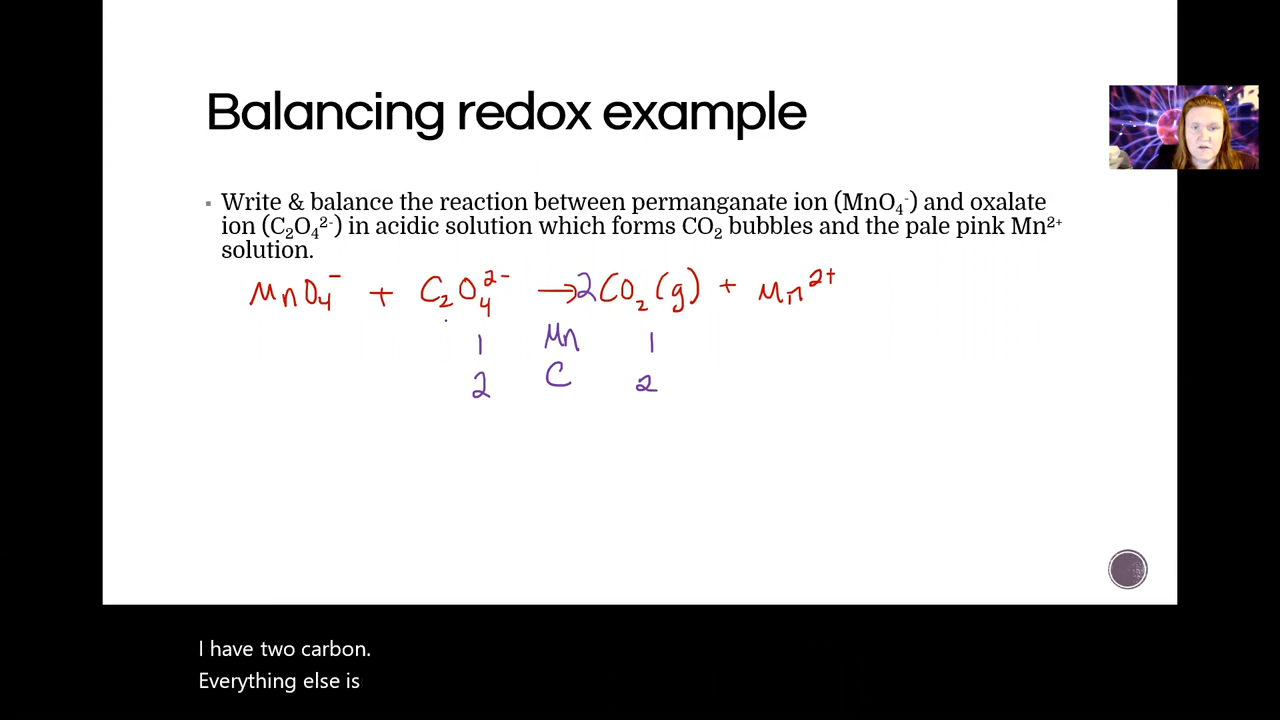 Balancing redox example
▪ Write & balance the reaction between permanganate ion (MnO₄⁻) and oxalate
ion (C₂O₄²⁻) in acidic solution which forms CO₂ bubbles and the pale pink Mn²⁺
solution.
MnO₄⁻ + C₂O₄²⁻ → 2CO₂(g) + Mn²⁺
1 Mn 1
2 C 2
I have two carbon.
Everything else is